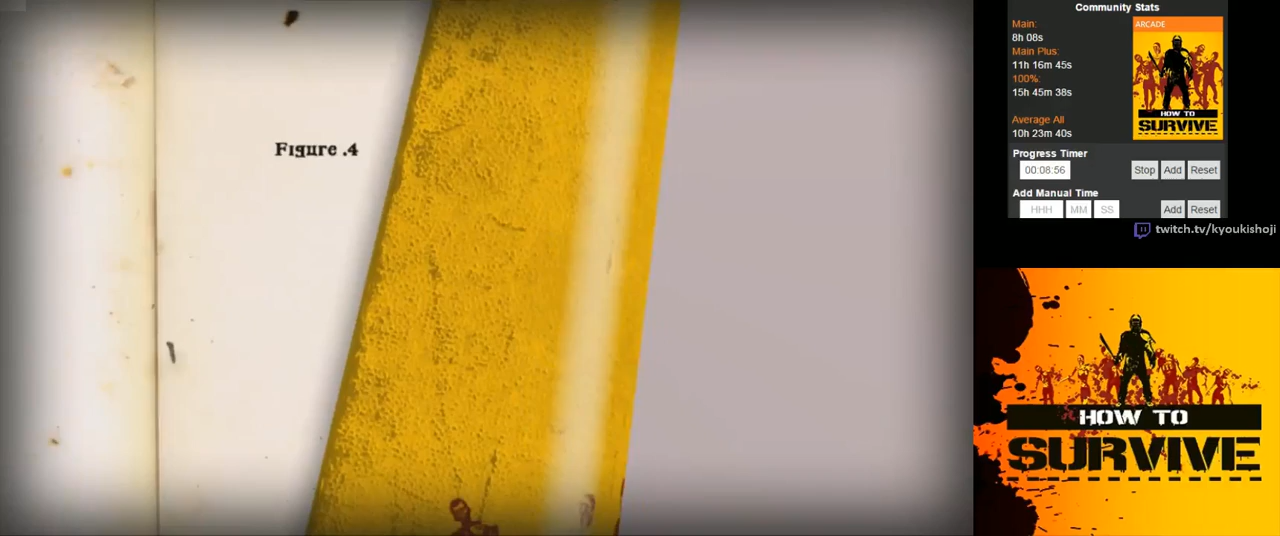 Figure .4
Community Stats
Main:
8h 08s
Main Plus:
11h 16m 45s
100%:
15h 45m 38s
Average All
10h 23m 40s
ARCADE
HOW TO
SURVIVE
Progress Timer
00:08:56
Stop
Add
Reset
Add Manual Time
HHH
MM
SS
Add
Reset
twitch.tv/kyoukishoji
HOW TO
SURVIVE